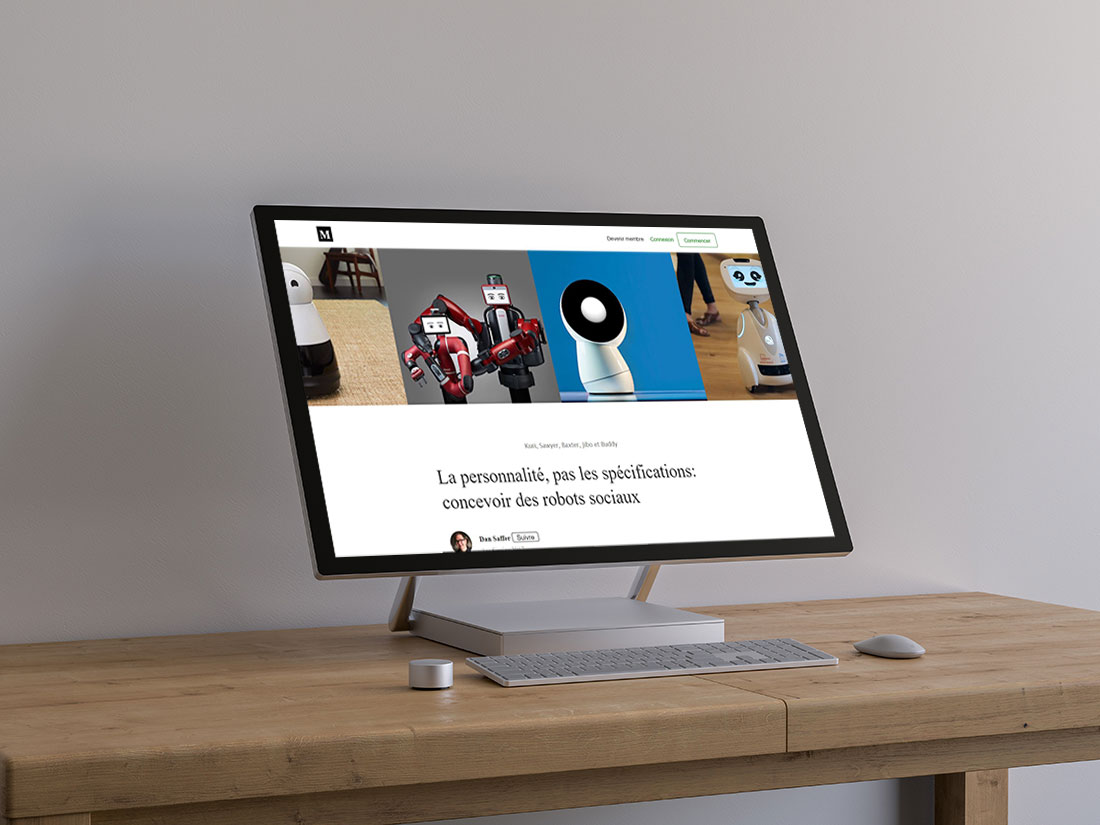 M
Devenir membre Connexion Commencer
Kuri, Sawyer, Baxter, Jibo et Buddy
La personnalité, pas les spécifications:
concevoir des robots sociaux
Dan Saffer Suivre